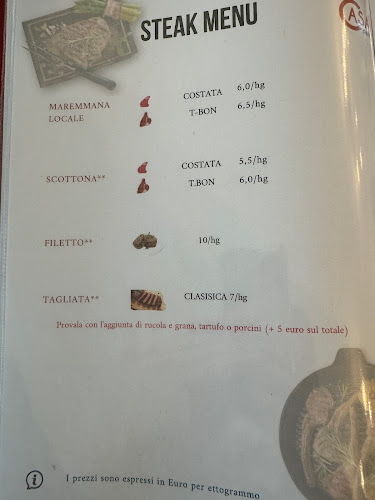 STEAK MENU
MAREMMANA LOCALE
COSTATA 6,0/hg
T-BON 6,5/hg
SCOTTONA**
COSTATA 5,5/hg
T.BON 6,0/hg
FILETTO** 10/hg
TAGLIATA** CLASISICA 7/hg
Provala con l'aggiunta di rucola e grana, tartufo o porcini (+ 5 euro sul totale)
i I prezzi sono espressi in Euro per ettogrammo